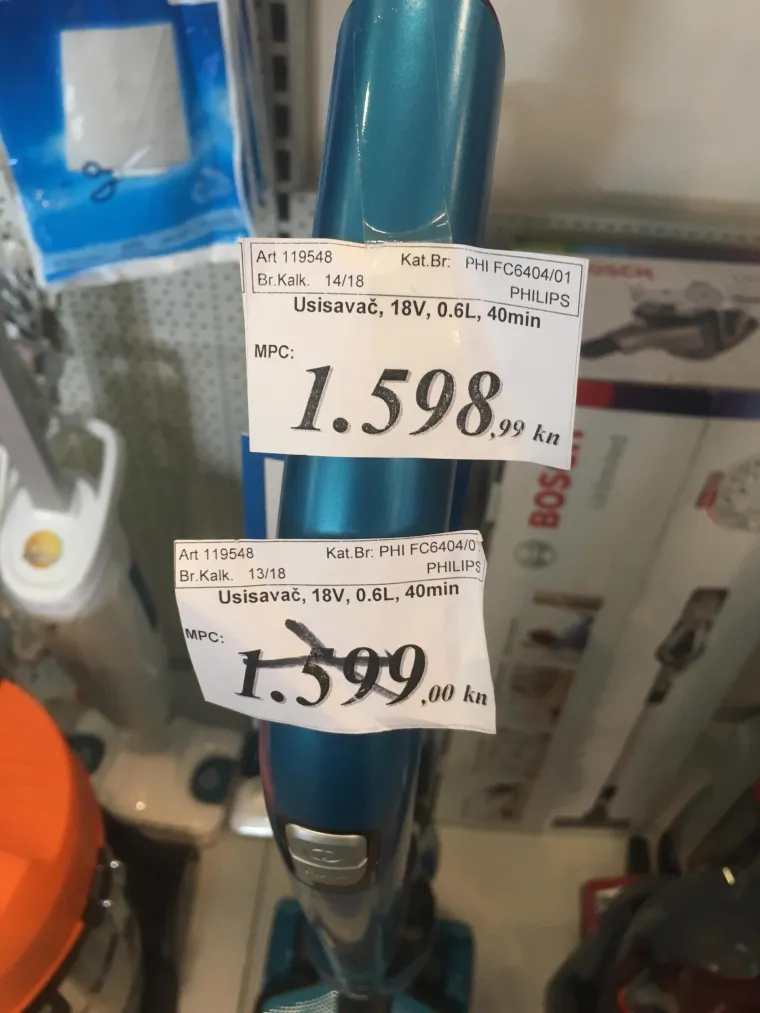 Art 119548 Kat.Br: PHI FC6404/01
Br.Kalk. 14/18 PHILIPS
Usisavač, 18V, 0.6L, 40min
MPC:
1.598,99 kn
Art 119548 Kat.Br: PHI FC6404/0
Br.Kalk. 13/18 PHILIPS
Usisavač, 18V, 0.6L, 40min
MPC:
1.599,00 kn
BOSCH
BOSCH